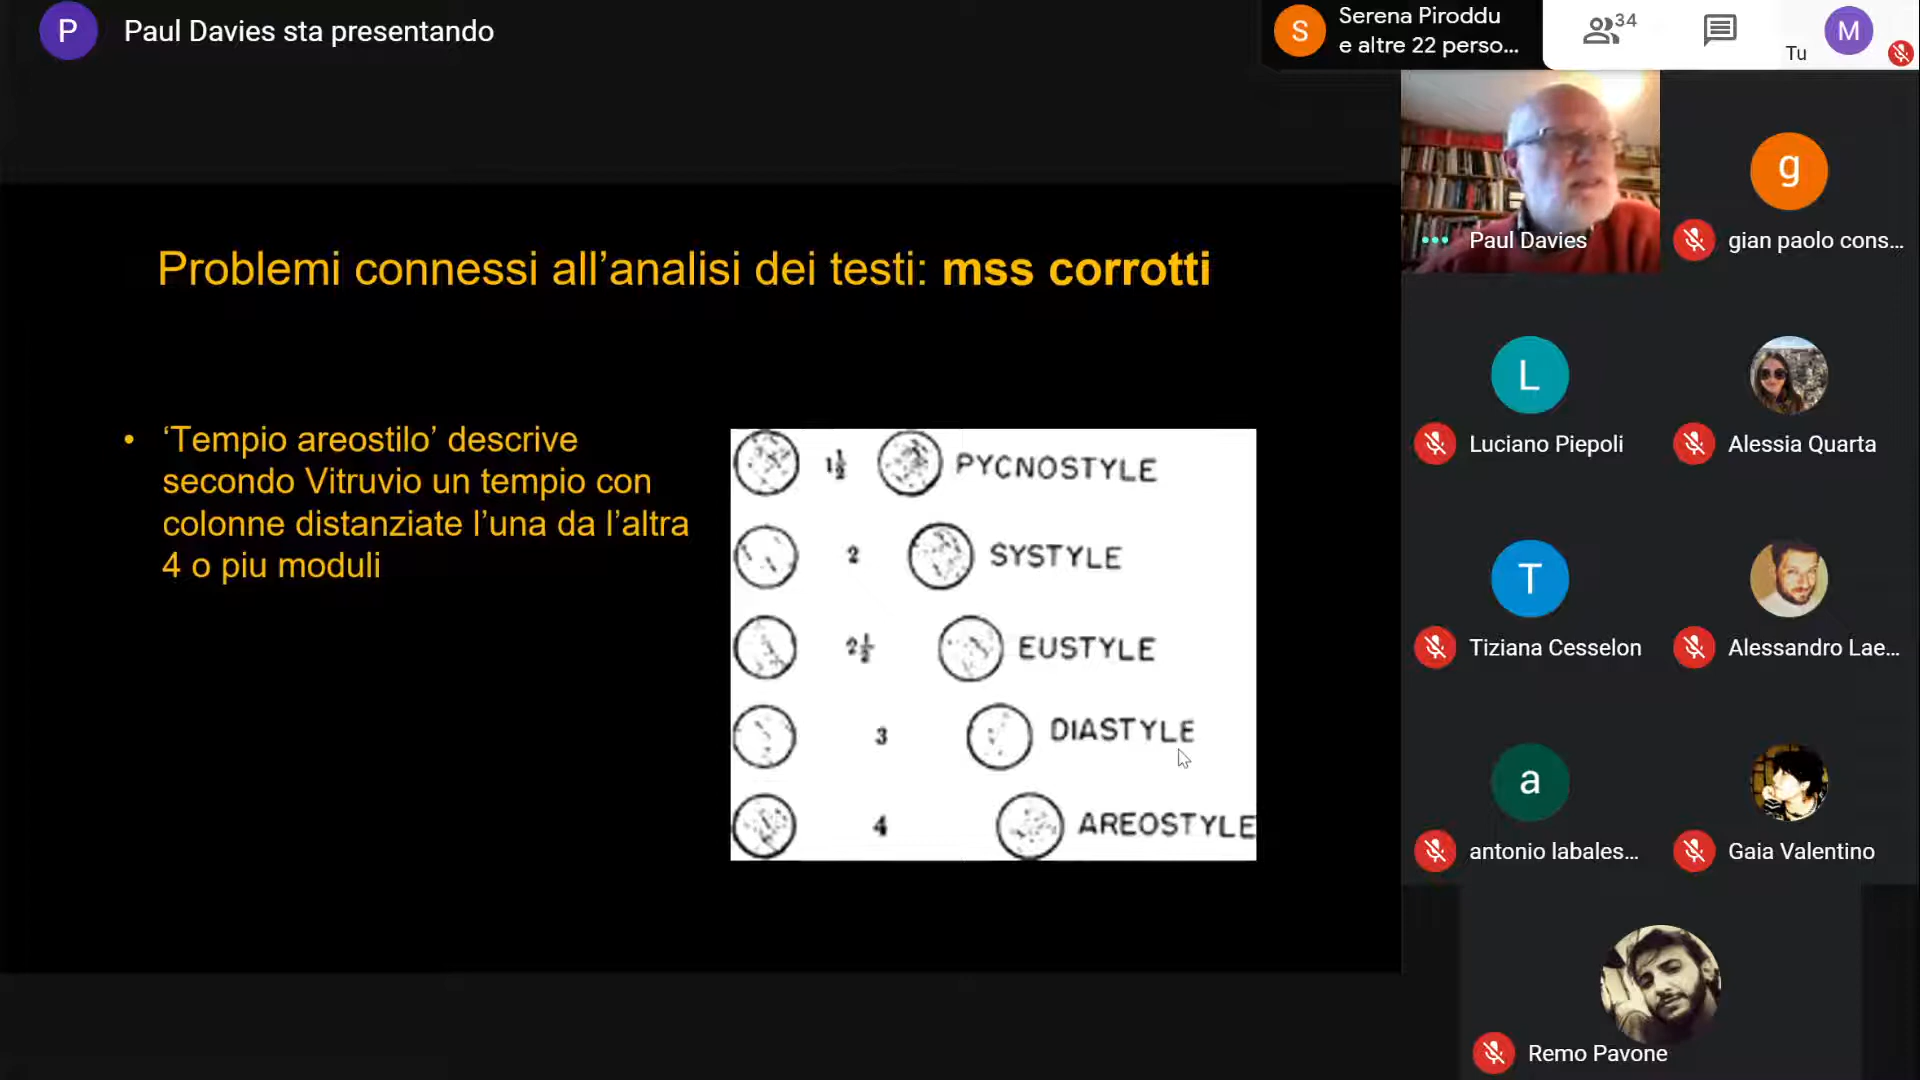 P
Paul Davies sta presentando
S
Serena Piroddu
e altre 22 perso...
34
Tu
M
Problemi connessi all’analisi dei testi: mss corrotti
• ‘Tempio areostilo’ descrive
secondo Vitruvio un tempio con
colonne distanziate l’una da l’altra
4 o piu moduli
1½ PYCNOSTYLE
2 SYSTYLE
2½ EUSTYLE
3 DIASTYLE
4 AREOSTYLE
Paul Davies
g
gian paolo cons...
L
Luciano Piepoli
Alessia Quarta
T
Tiziana Cesselon
Alessandro Lae...
a
antonio labales...
Gaia Valentino
Remo Pavone